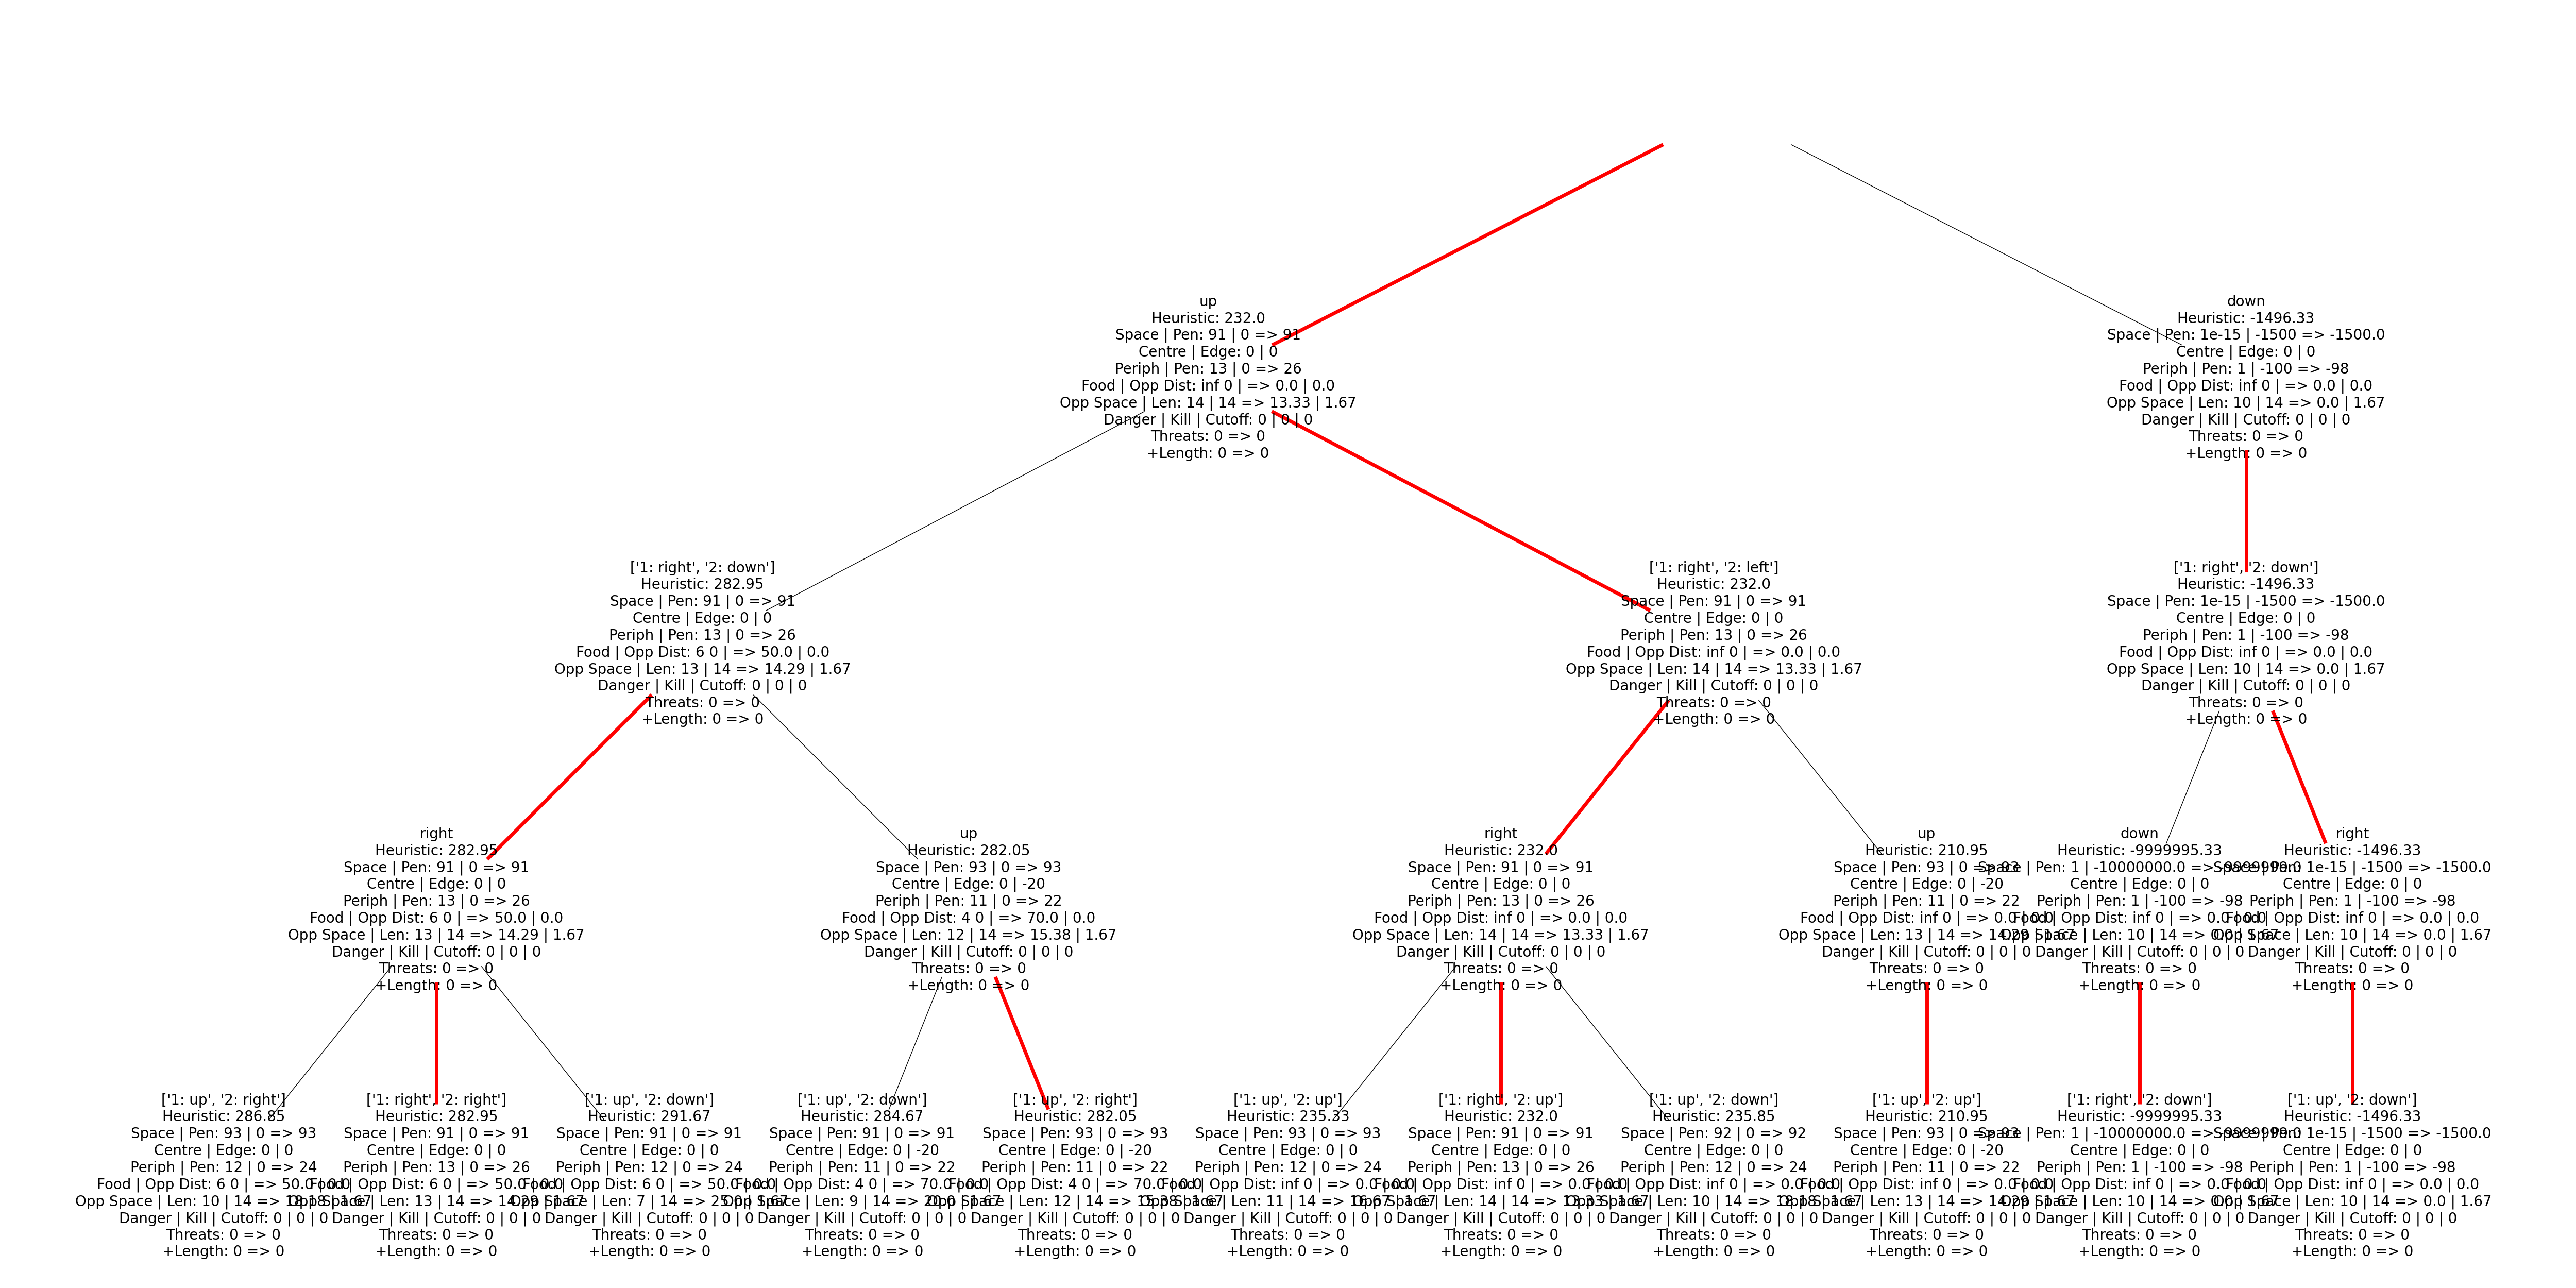 up
Heuristic: 232.0
Space | Pen: 91 | 0 => 91
Centre | Edge: 0 | 0
Periph | Pen: 13 | 0 => 26
Food | Opp Dist: inf 0 | => 0.0 | 0.0
Opp Space | Len: 14 | 14 => 13.33 | 1.67
Danger | Kill | Cutoff: 0 | 0 | 0
Threats: 0 => 0
+Length: 0 => 0
down
Heuristic: -1496.33
Space | Pen: 1e-15 | -1500 => -1500.0
Centre | Edge: 0 | 0
Periph | Pen: 1 | -100 => -98
Food | Opp Dist: inf 0 | => 0.0 | 0.0
Opp Space | Len: 10 | 14 => 0.0 | 1.67
Danger | Kill | Cutoff: 0 | 0 | 0
Threats: 0 => 0
+Length: 0 => 0
['1: right', '2: down']
Heuristic: 282.95
Space | Pen: 91 | 0 => 91
Centre | Edge: 0 | 0
Periph | Pen: 13 | 0 => 26
Food | Opp Dist: 6 0 | => 50.0 | 0.0
Opp Space | Len: 13 | 14 => 14.29 | 1.67
Danger | Kill | Cutoff: 0 | 0 | 0
Threats: 0 => 0
+Length: 0 => 0
['1: right', '2: left']
Heuristic: 232.0
Space | Pen: 91 | 0 => 91
Centre | Edge: 0 | 0
Periph | Pen: 13 | 0 => 26
Food | Opp Dist: inf 0 | => 0.0 | 0.0
Opp Space | Len: 14 | 14 => 13.33 | 1.67
Danger | Kill | Cutoff: 0 | 0 | 0
Threats: 0 => 0
+Length: 0 => 0
['1: right', '2: down']
Heuristic: -1496.33
Space | Pen: 1e-15 | -1500 => -1500.0
Centre | Edge: 0 | 0
Periph | Pen: 1 | -100 => -98
Food | Opp Dist: inf 0 | => 0.0 | 0.0
Opp Space | Len: 10 | 14 => 0.0 | 1.67
Danger | Kill | Cutoff: 0 | 0 | 0
Threats: 0 => 0
+Length: 0 => 0
right
Heuristic: 282.95
Space | Pen: 91 | 0 => 91
Centre | Edge: 0 | 0
Periph | Pen: 13 | 0 => 26
Food | Opp Dist: 6 0 | => 50.0 | 0.0
Opp Space | Len: 13 | 14 => 14.29 | 1.67
Danger | Kill | Cutoff: 0 | 0 | 0
Threats: 0 => 0
+Length: 0 => 0
up
Heuristic: 282.05
Space | Pen: 93 | 0 => 93
Centre | Edge: 0 | -20
Periph | Pen: 11 | 0 => 22
Food | Opp Dist: 4 0 | => 70.0 | 0.0
Opp Space | Len: 12 | 14 => 15.38 | 1.67
Danger | Kill | Cutoff: 0 | 0 | 0
Threats: 0 => 0
+Length: 0 => 0
right
Heuristic: 232.0
Space | Pen: 91 | 0 => 91
Centre | Edge: 0 | 0
Periph | Pen: 13 | 0 => 26
Food | Opp Dist: inf 0 | => 0.0 | 0.0
Opp Space | Len: 14 | 14 => 13.33 | 1.67
Danger | Kill | Cutoff: 0 | 0 | 0
Threats: 0 => 0
+Length: 0 => 0
up
Heuristic: 210.95
Space | Pen: 93 | 0 => 93
Centre | Edge: 0 | -20
Periph | Pen: 11 | 0 => 22
Food | Opp Dist: inf 0 | => 0.0 | 0.0
Opp Space | Len: 13 | 14 => 14.29 | 1.67
Danger | Kill | Cutoff: 0 | 0 | 0
Threats: 0 => 0
+Length: 0 => 0
down
Heuristic: -9999995.33
Space | Pen: 1 | -10000000.0 => -9999999.0
Centre | Edge: 0 | 0
Periph | Pen: 1 | -100 => -98
Food | Opp Dist: inf 0 | => 0.0 | 0.0
Opp Space | Len: 10 | 14 => 0.0 | 1.67
Danger | Kill | Cutoff: 0 | 0 | 0
Threats: 0 => 0
+Length: 0 => 0
right
Heuristic: -1496.33
Space | Pen: 1e-15 | -1500 => -1500.0
Centre | Edge: 0 | 0
Periph | Pen: 1 | -100 => -98
Food | Opp Dist: inf 0 | => 0.0 | 0.0
Opp Space | Len: 10 | 14 => 0.0 | 1.67
Danger | Kill | Cutoff: 0 | 0 | 0
Threats: 0 => 0
+Length: 0 => 0
['1: up', '2: right']
Heuristic: 286.85
Space | Pen: 93 | 0 => 93
Centre | Edge: 0 | 0
Periph | Pen: 12 | 0 => 24
Food | Opp Dist: 6 0 | => 50.0 | 0.0
Opp Space | Len: 10 | 14 => 18.18 | 1.67
Danger | Kill | Cutoff: 0 | 0 | 0
Threats: 0 => 0
+Length: 0 => 0
['1: right', '2: right']
Heuristic: 282.95
Space | Pen: 91 | 0 => 91
Centre | Edge: 0 | 0
Periph | Pen: 13 | 0 => 26
Food | Opp Dist: 6 0 | => 50.0 | 0.0
Opp Space | Len: 13 | 14 => 14.29 | 1.67
Danger | Kill | Cutoff: 0 | 0 | 0
Threats: 0 => 0
+Length: 0 => 0
['1: up', '2: down']
Heuristic: 291.67
Space | Pen: 91 | 0 => 91
Centre | Edge: 0 | 0
Periph | Pen: 12 | 0 => 24
Food | Opp Dist: 6 0 | => 50.0 | 0.0
Opp Space | Len: 7 | 14 => 25.0 | 1.67
Danger | Kill | Cutoff: 0 | 0 | 0
Threats: 0 => 0
+Length: 0 => 0
['1: up', '2: down']
Heuristic: 284.67
Space | Pen: 91 | 0 => 91
Centre | Edge: 0 | -20
Periph | Pen: 11 | 0 => 22
Food | Opp Dist: 4 0 | => 70.0 | 0.0
Opp Space | Len: 9 | 14 => 20.0 | 1.67
Danger | Kill | Cutoff: 0 | 0 | 0
Threats: 0 => 0
+Length: 0 => 0
['1: up', '2: right']
Heuristic: 282.05
Space | Pen: 93 | 0 => 93
Centre | Edge: 0 | -20
Periph | Pen: 11 | 0 => 22
Food | Opp Dist: 4 0 | => 70.0 | 0.0
Opp Space | Len: 12 | 14 => 15.38 | 1.67
Danger | Kill | Cutoff: 0 | 0 | 0
Threats: 0 => 0
+Length: 0 => 0
['1: up', '2: up']
Heuristic: 235.33
Space | Pen: 93 | 0 => 93
Centre | Edge: 0 | 0
Periph | Pen: 12 | 0 => 24
Food | Opp Dist: inf 0 | => 0.0 | 0.0
Opp Space | Len: 11 | 14 => 16.67 | 1.67
Danger | Kill | Cutoff: 0 | 0 | 0
Threats: 0 => 0
+Length: 0 => 0
['1: right', '2: up']
Heuristic: 232.0
Space | Pen: 91 | 0 => 91
Centre | Edge: 0 | 0
Periph | Pen: 13 | 0 => 26
Food | Opp Dist: inf 0 | => 0.0 | 0.0
Opp Space | Len: 14 | 14 => 13.33 | 1.67
Danger | Kill | Cutoff: 0 | 0 | 0
Threats: 0 => 0
+Length: 0 => 0
['1: up', '2: down']
Heuristic: 235.85
Space | Pen: 92 | 0 => 92
Centre | Edge: 0 | 0
Periph | Pen: 12 | 0 => 24
Food | Opp Dist: inf 0 | => 0.0 | 0.0
Opp Space | Len: 10 | 14 => 18.18 | 1.67
Danger | Kill | Cutoff: 0 | 0 | 0
Threats: 0 => 0
+Length: 0 => 0
['1: up', '2: up']
Heuristic: 210.95
Space | Pen: 93 | 0 => 93
Centre | Edge: 0 | -20
Periph | Pen: 11 | 0 => 22
Food | Opp Dist: inf 0 | => 0.0 | 0.0
Opp Space | Len: 13 | 14 => 14.29 | 1.67
Danger | Kill | Cutoff: 0 | 0 | 0
Threats: 0 => 0
+Length: 0 => 0
['1: right', '2: down']
Heuristic: -9999995.33
Space | Pen: 1 | -10000000.0 => -9999999.0
Centre | Edge: 0 | 0
Periph | Pen: 1 | -100 => -98
Food | Opp Dist: inf 0 | => 0.0 | 0.0
Opp Space | Len: 10 | 14 => 0.0 | 1.67
Danger | Kill | Cutoff: 0 | 0 | 0
Threats: 0 => 0
+Length: 0 => 0
['1: up', '2: down']
Heuristic: -1496.33
Space | Pen: 1e-15 | -1500 => -1500.0
Centre | Edge: 0 | 0
Periph | Pen: 1 | -100 => -98
Food | Opp Dist: inf 0 | => 0.0 | 0.0
Opp Space | Len: 10 | 14 => 0.0 | 1.67
Danger | Kill | Cutoff: 0 | 0 | 0
Threats: 0 => 0
+Length: 0 => 0